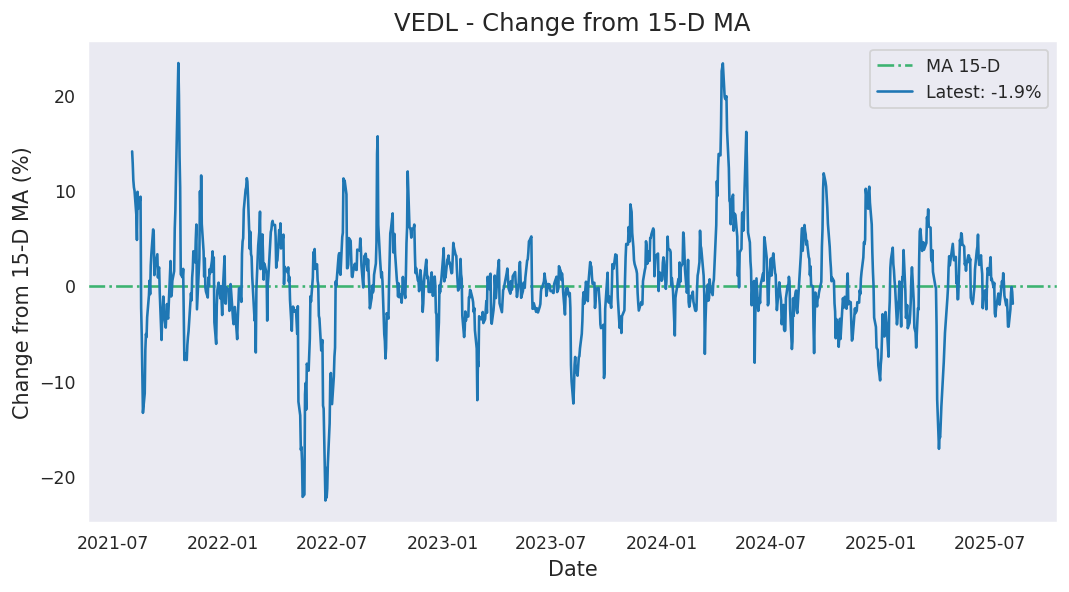 VEDL - Change from 15-D MA
MA 15-D
Latest: -1.9%
Change from 15-D MA (%)
20
10
0
−10
−20
2021-07 2022-01 2022-07 2023-01 2023-07 2024-01 2024-07 2025-01 2025-07
Date